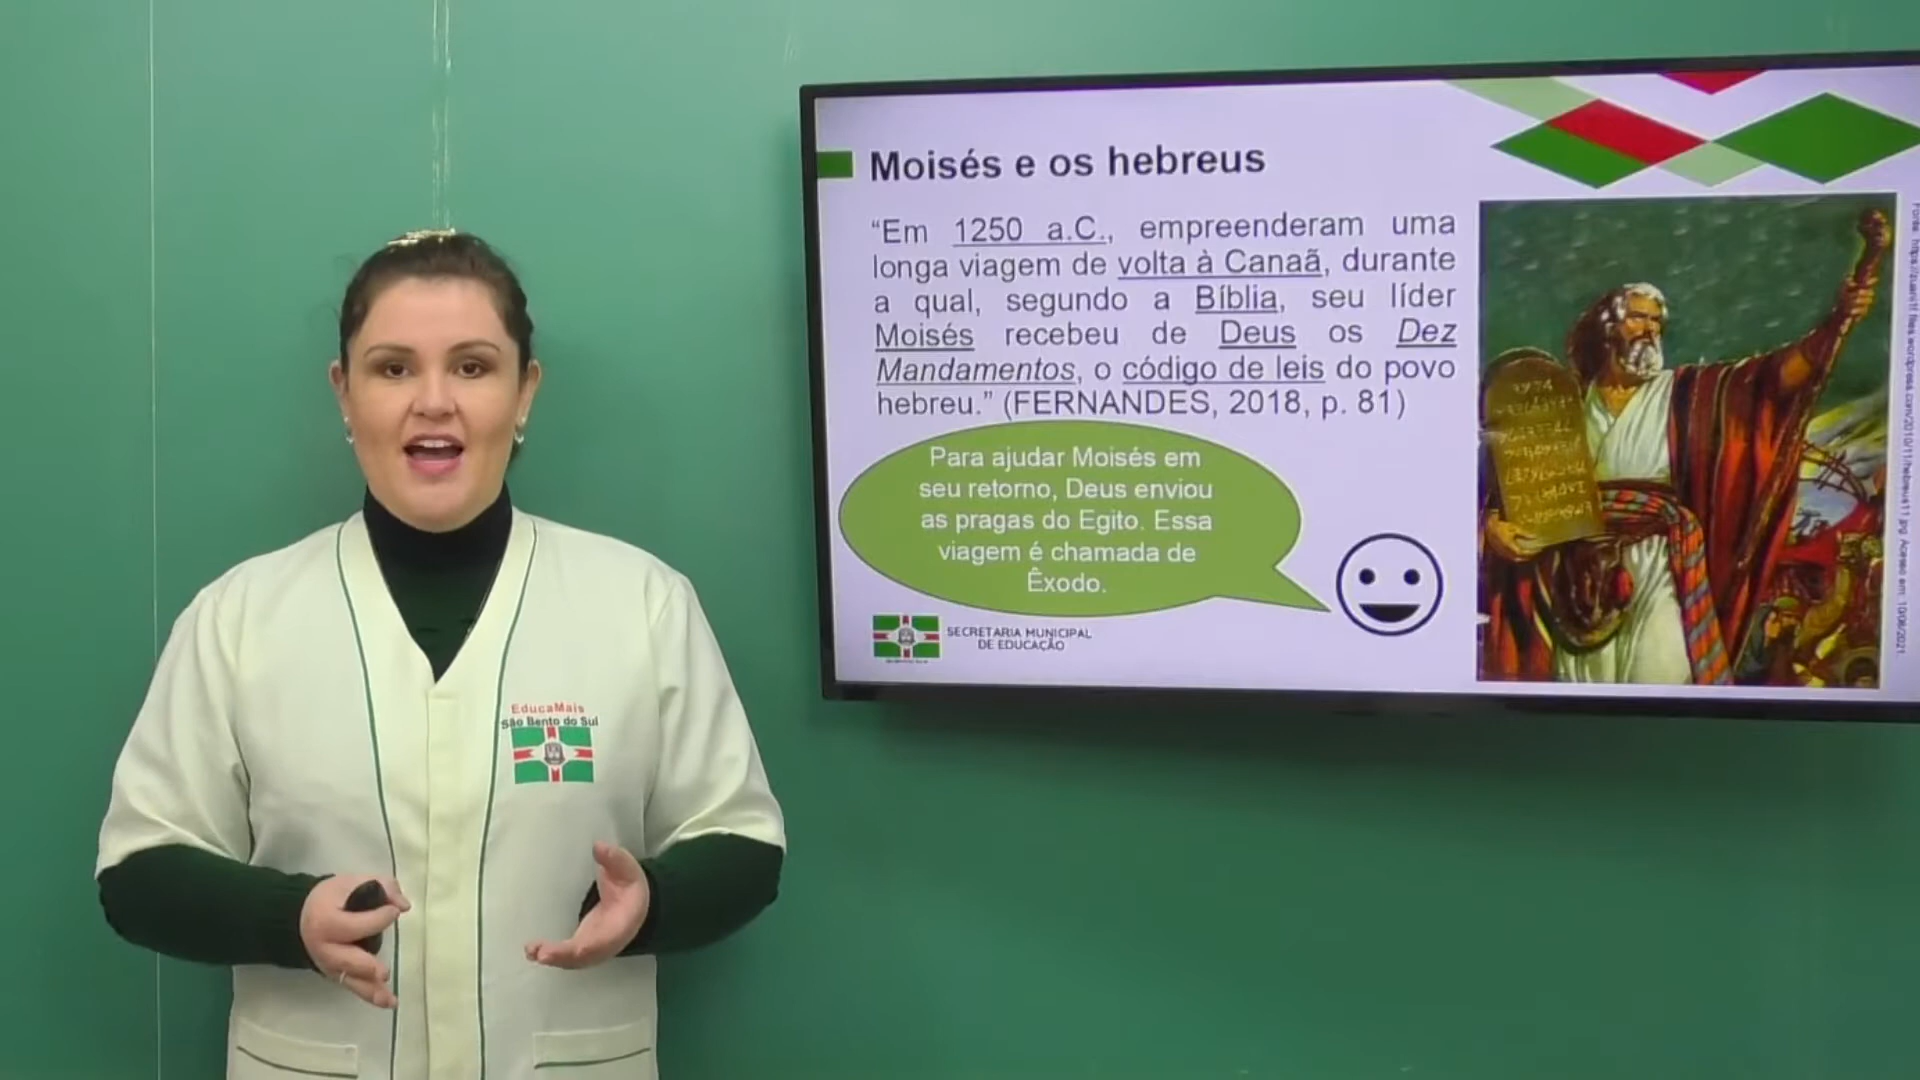 Moisés e os hebreus
“Em 1250 a.C., empreenderam uma
longa viagem de volta à Canaã, durante
a qual, segundo a Bíblia, seu líder
Moisés recebeu de Deus os Dez
Mandamentos, o código de leis do povo
hebreu.” (FERNANDES, 2018, p. 81)
Para ajudar Moisés em
seu retorno, Deus enviou
as pragas do Egito. Essa
viagem é chamada de
Êxodo.
SECRETARIA MUNICIPAL
DE EDUCAÇÃO
EducaMais
São Bento do Sul